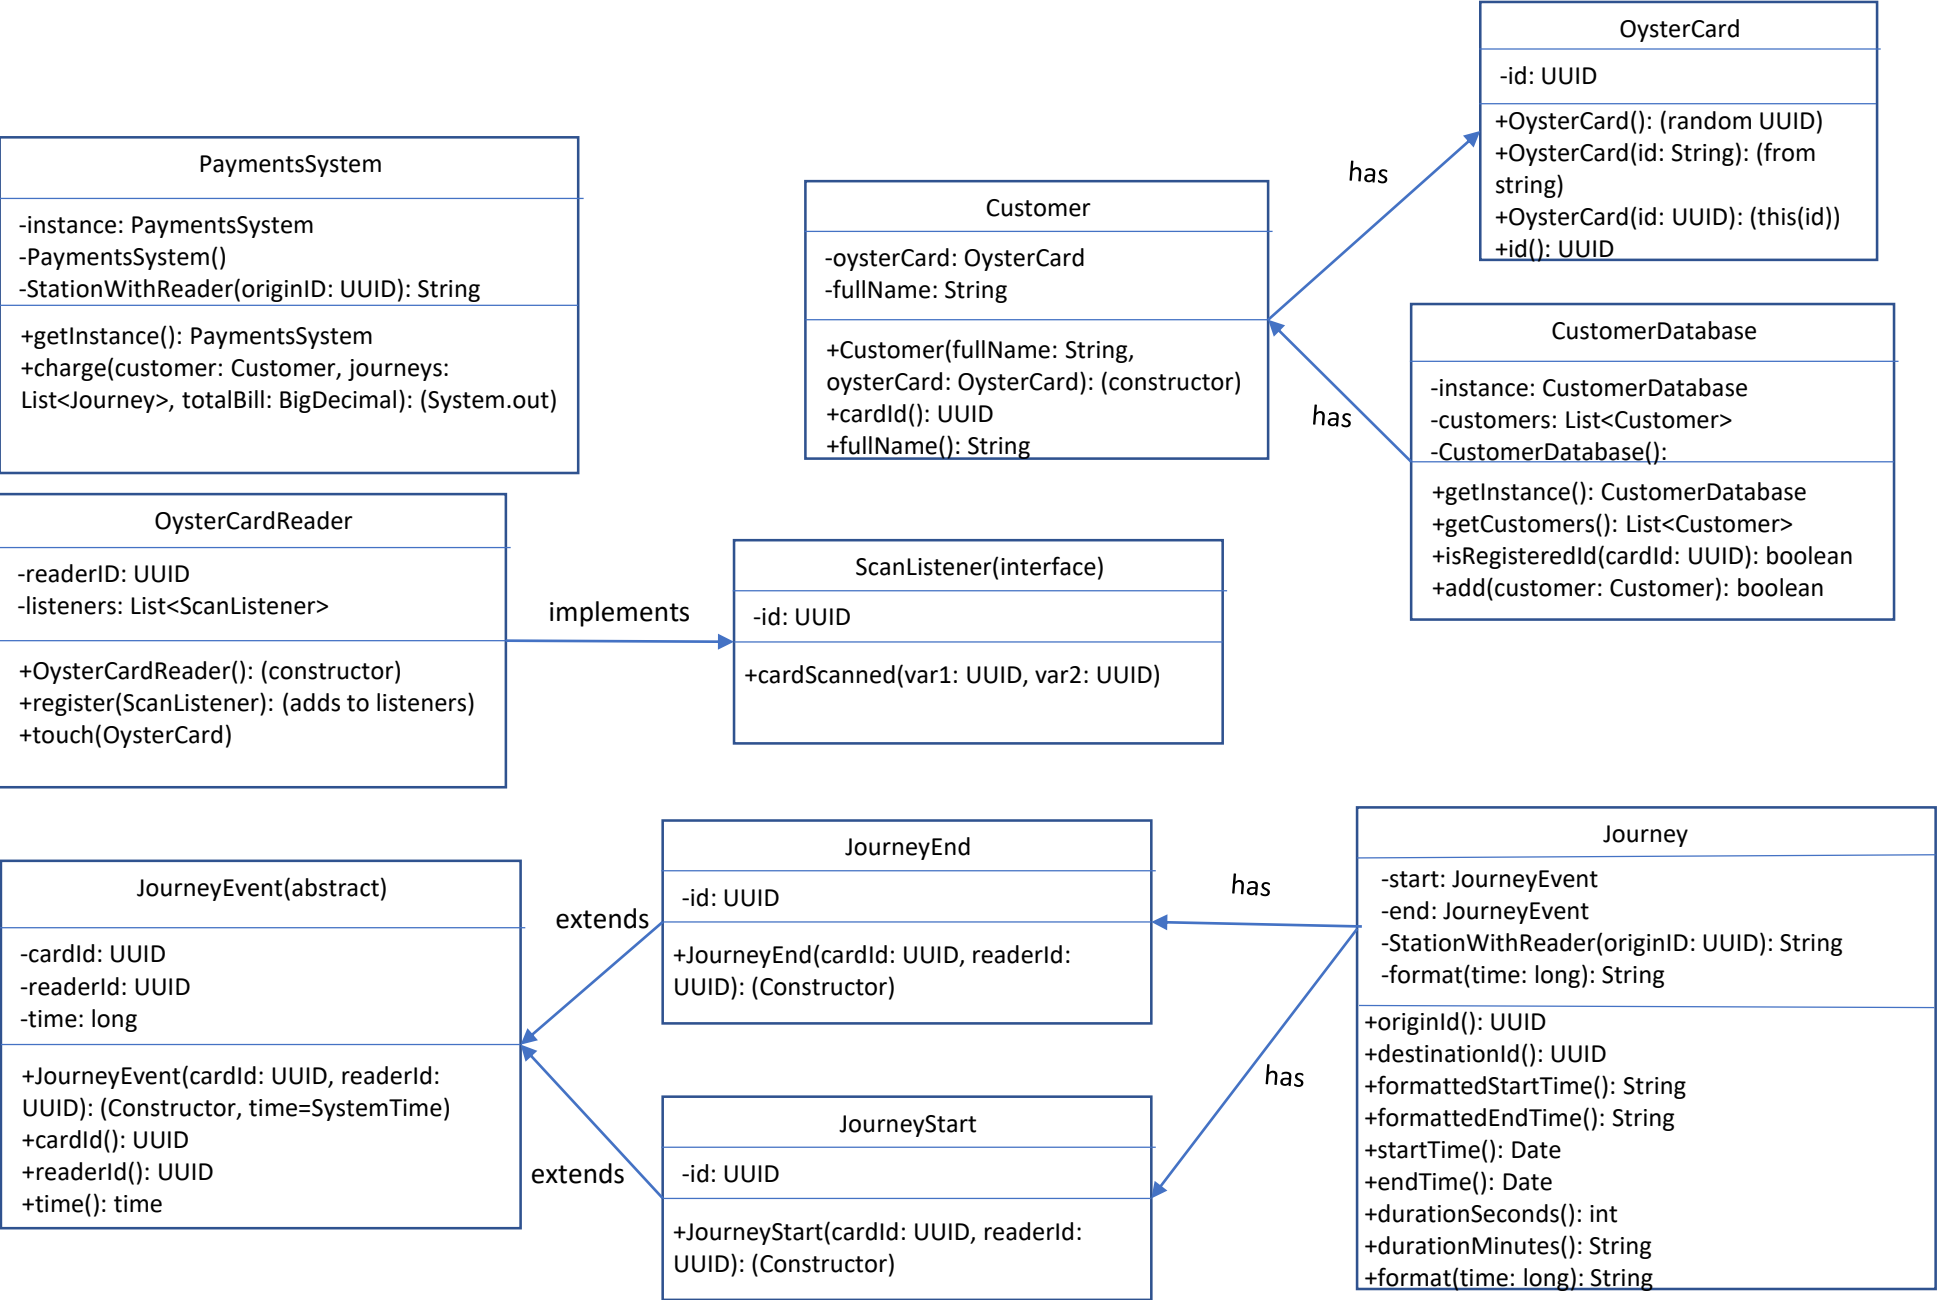 OysterCard
-id: UUID
+OysterCard(): (random UUID)
+OysterCard(id: String): (from
string)
+OysterCard(id: UUID): (this(id))
+id(): UUID
PaymentsSystem
-instance: PaymentsSystem
-PaymentsSystem()
-StationWithReader(originID: UUID): String
+getInstance(): PaymentsSystem
+charge(customer: Customer, journeys:
List<Journey>, totalBill: BigDecimal): (System.out)
Customer
-oysterCard: OysterCard
-fullName: String
+Customer(fullName: String,
oysterCard: OysterCard): (constructor)
+cardId(): UUID
+fullName(): String
has
has
CustomerDatabase
-instance: CustomerDatabase
-customers: List<Customer>
-CustomerDatabase():
+getInstance(): CustomerDatabase
+getCustomers(): List<Customer>
+isRegisteredId(cardId: UUID): boolean
+add(customer: Customer): boolean
OysterCardReader
-readerID: UUID
-listeners: List<ScanListener>
+OysterCardReader(): (constructor)
+register(ScanListener): (adds to listeners)
+touch(OysterCard)
implements
ScanListener(interface)
-id: UUID
+cardScanned(var1: UUID, var2: UUID)
JourneyEvent(abstract)
-cardId: UUID
-readerId: UUID
-time: long
+JourneyEvent(cardId: UUID, readerId:
UUID): (Constructor, time=SystemTime)
+cardId(): UUID
+readerId(): UUID
+time(): time
extends
extends
JourneyEnd
-id: UUID
+JourneyEnd(cardId: UUID, readerId:
UUID): (Constructor)
JourneyStart
-id: UUID
+JourneyStart(cardId: UUID, readerId:
UUID): (Constructor)
has
has
Journey
-start: JourneyEvent
-end: JourneyEvent
-StationWithReader(originID: UUID): String
-format(time: long): String
+originId(): UUID
+destinationId(): UUID
+formattedStartTime(): String
+formattedEndTime(): String
+startTime(): Date
+endTime(): Date
+durationSeconds(): int
+durationMinutes(): String
+format(time: long): String